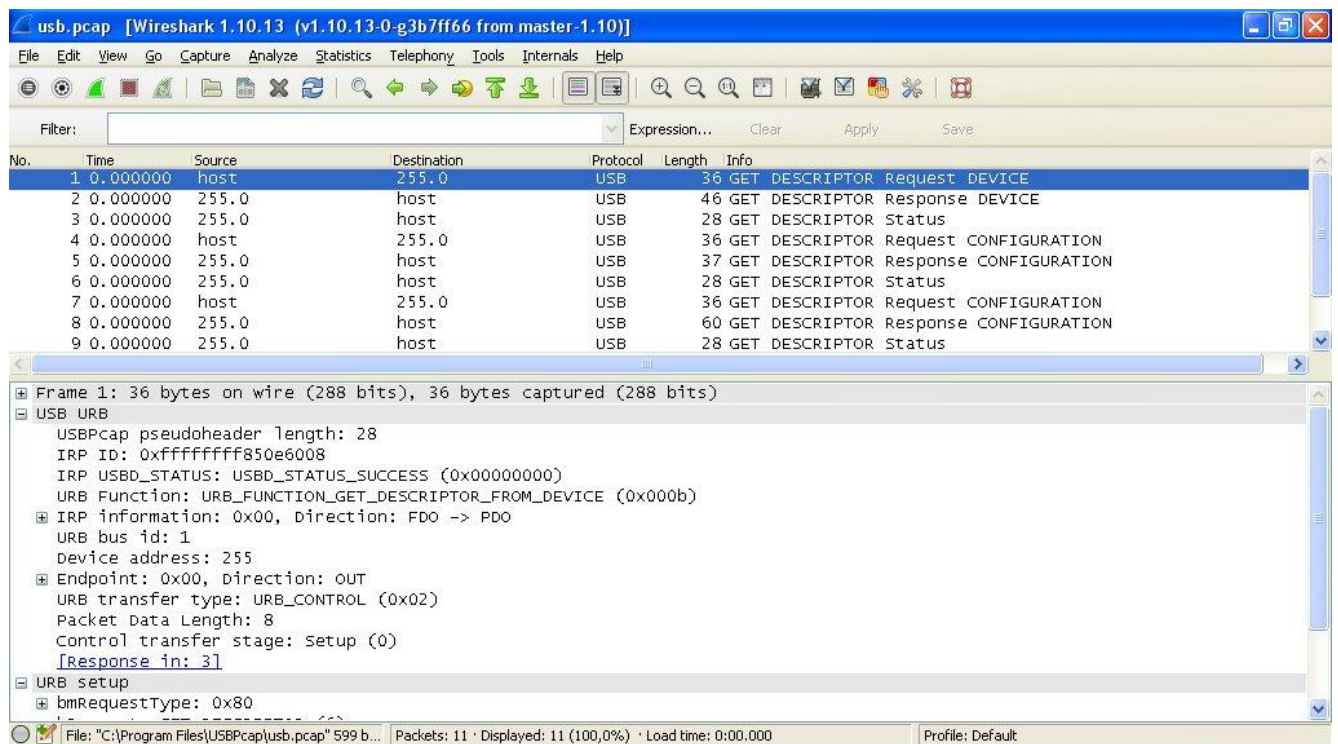 usb.pcap [Wireshark 1.10.13 (v1.10.13-0-g3b7ff66 from master-1.10)]
File Edit View Go Capture Analyze Statistics Telephony Tools Internals Help
Filter: Expression... Clear Apply Save
No. Time Source Destination Protocol Length Info
1 0.000000 host 255.0 USB 36 GET DESCRIPTOR Request DEVICE
2 0.000000 255.0 host USB 46 GET DESCRIPTOR Response DEVICE
3 0.000000 255.0 host USB 28 GET DESCRIPTOR Status
4 0.000000 host 255.0 USB 36 GET DESCRIPTOR Request CONFIGURATION
5 0.000000 255.0 host USB 37 GET DESCRIPTOR Response CONFIGURATION
6 0.000000 255.0 host USB 28 GET DESCRIPTOR Status
7 0.000000 host 255.0 USB 36 GET DESCRIPTOR Request CONFIGURATION
8 0.000000 255.0 host USB 60 GET DESCRIPTOR Response CONFIGURATION
9 0.000000 255.0 host USB 28 GET DESCRIPTOR Status
Frame 1: 36 bytes on wire (288 bits), 36 bytes captured (288 bits)
USB URB
USBPcap pseudoheader length: 28
IRP ID: 0xffffffff850e6008
IRP USBD_STATUS: USBD_STATUS_SUCCESS (0x00000000)
URB Function: URB_FUNCTION_GET_DESCRIPTOR_FROM_DEVICE (0x000b)
IRP information: 0x00, Direction: FDO -> PDO
URB bus id: 1
Device address: 255
Endpoint: 0x00, Direction: OUT
URB transfer type: URB_CONTROL (0x02)
Packet Data Length: 8
Control transfer stage: Setup (0)
[Response in: 3]
URB setup
bmRequestType: 0x80
File: "C:\Program Files\USBPcap\usb.pcap" 599 b... Packets: 11 · Displayed: 11 (100,0%) · Load time: 0:00.000 Profile: Default